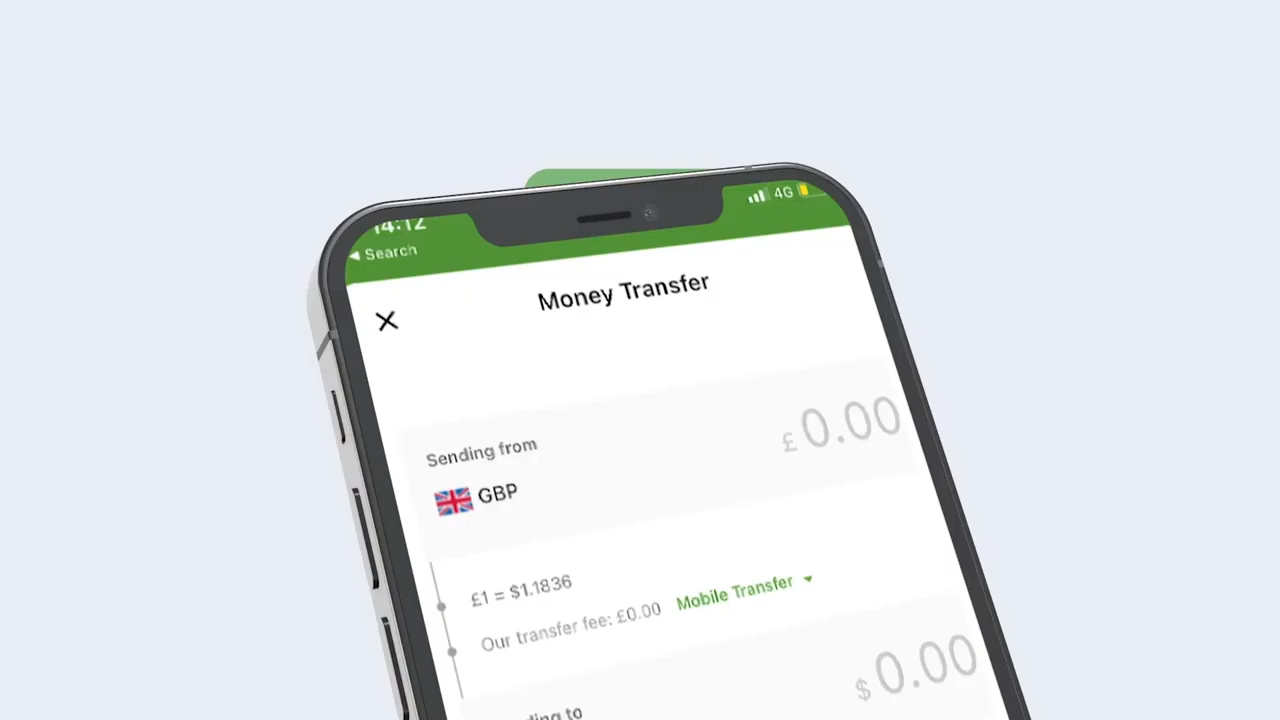 14:12
4G
Search
Money Transfer
£ 0.00
Sending from
GBP
£1 = $1.1836
Our transfer fee: £0.00 Mobile Transfer
$ 0.00
to